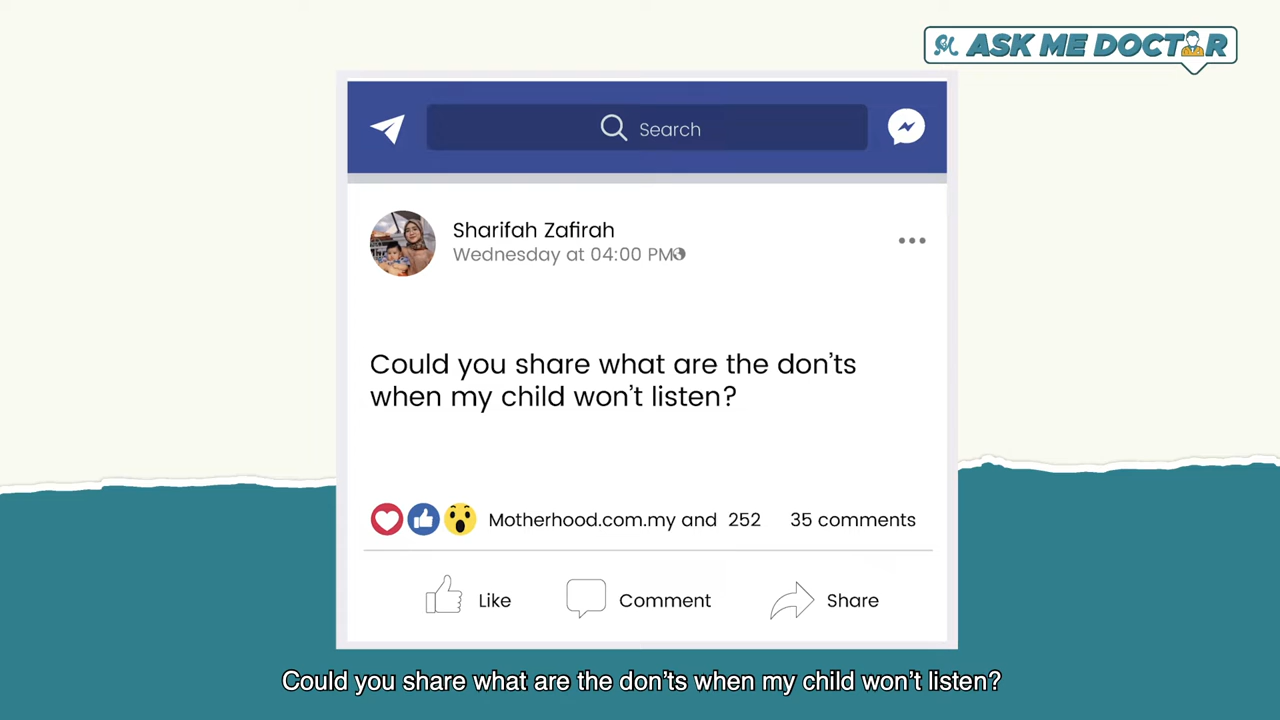 ASK ME DOCTOR
Search
Sharifah Zafirah
Wednesday at 04:00 PM
Could you share what are the don'ts
when my child won't listen?
Motherhood.com.my and 252 35 comments
Like Comment Share
Could you share what are the don'ts when my child won't listen?